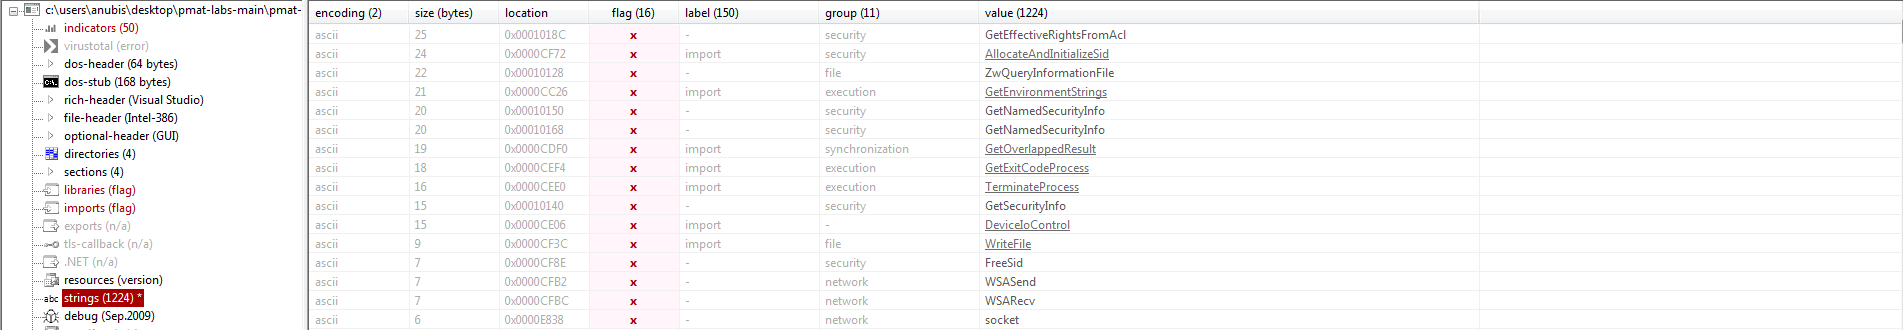 c:\users\anubis\desktop\pmat-labs-main\pmat-
indicators (50)
virustotal (error)
dos-header (64 bytes)
dos-stub (168 bytes)
rich-header (Visual Studio)
file-header (Intel-386)
optional-header (GUI)
directories (4)
sections (4)
libraries (flag)
imports (flag)
exports (n/a)
tls-callback (n/a)
.NET (n/a)
resources (version)
abc strings (1224) *
debug (Sep.2009)
encoding (2) size (bytes) location flag (16) label (150) group (11) value (1224)
ascii 25 0x0001018C x - security GetEffectiveRightsFromAcl
ascii 24 0x0000CF72 x import security AllocateAndInitializeSid
ascii 22 0x00010128 x - file ZwQueryInformationFile
ascii 21 0x0000CC26 x import execution GetEnvironmentStrings
ascii 20 0x00010150 x - security GetNamedSecurityInfo
ascii 20 0x00010168 x - security GetNamedSecurityInfo
ascii 19 0x0000CDF0 x import synchronization GetOverlappedResult
ascii 18 0x0000CEF4 x import execution GetExitCodeProcess
ascii 16 0x0000CEE0 x import execution TerminateProcess
ascii 15 0x00010140 x - security GetSecurityInfo
ascii 15 0x0000CE06 x import - DeviceIoControl
ascii 9 0x0000CF3C x import file WriteFile
ascii 7 0x0000CF8E x - security FreeSid
ascii 7 0x0000CFB2 x - network WSASend
ascii 7 0x0000CFBC x - network WSARecv
ascii 6 0x0000E838 x - network socket